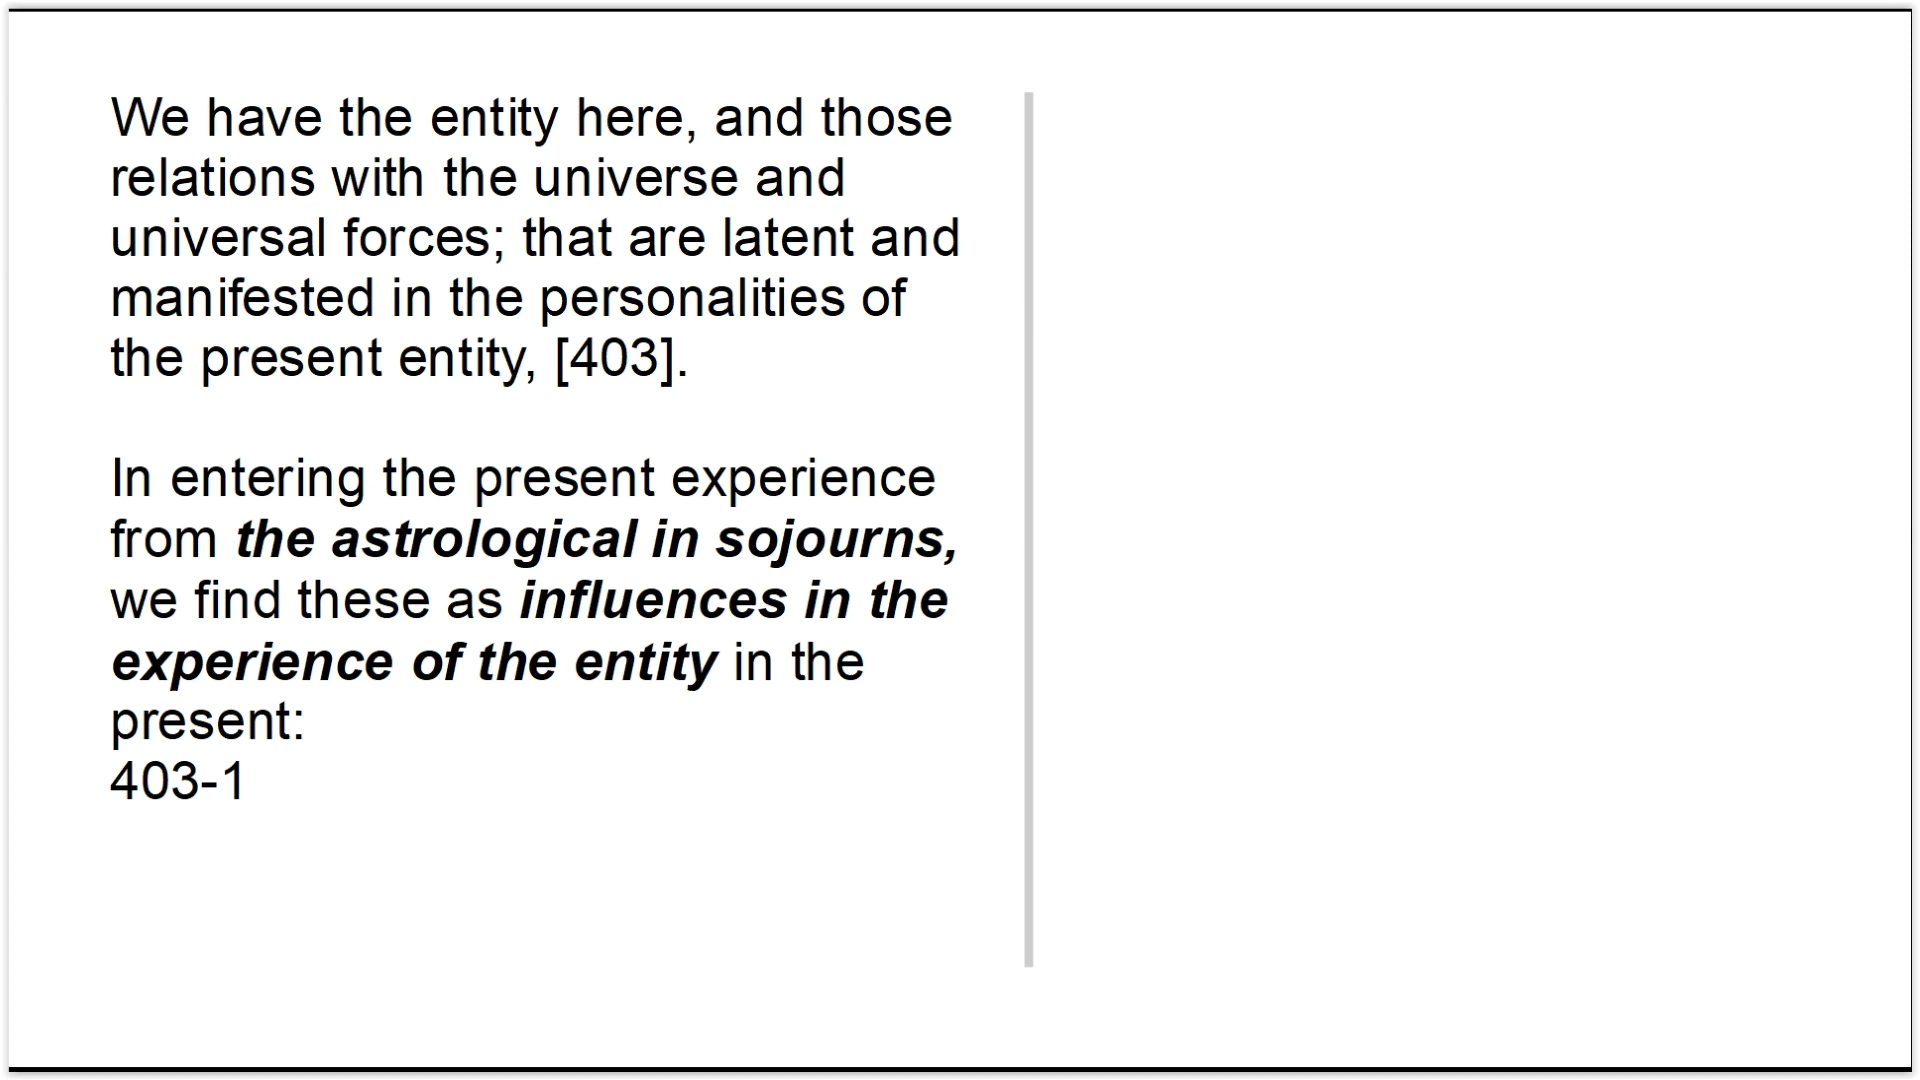 We have the entity here, and those
relations with the universe and
universal forces; that are latent and
manifested in the personalities of
the present entity, [403].
In entering the present experience
from the astrological in sojourns,
we find these as influences in the
experience of the entity in the
present:
403-1